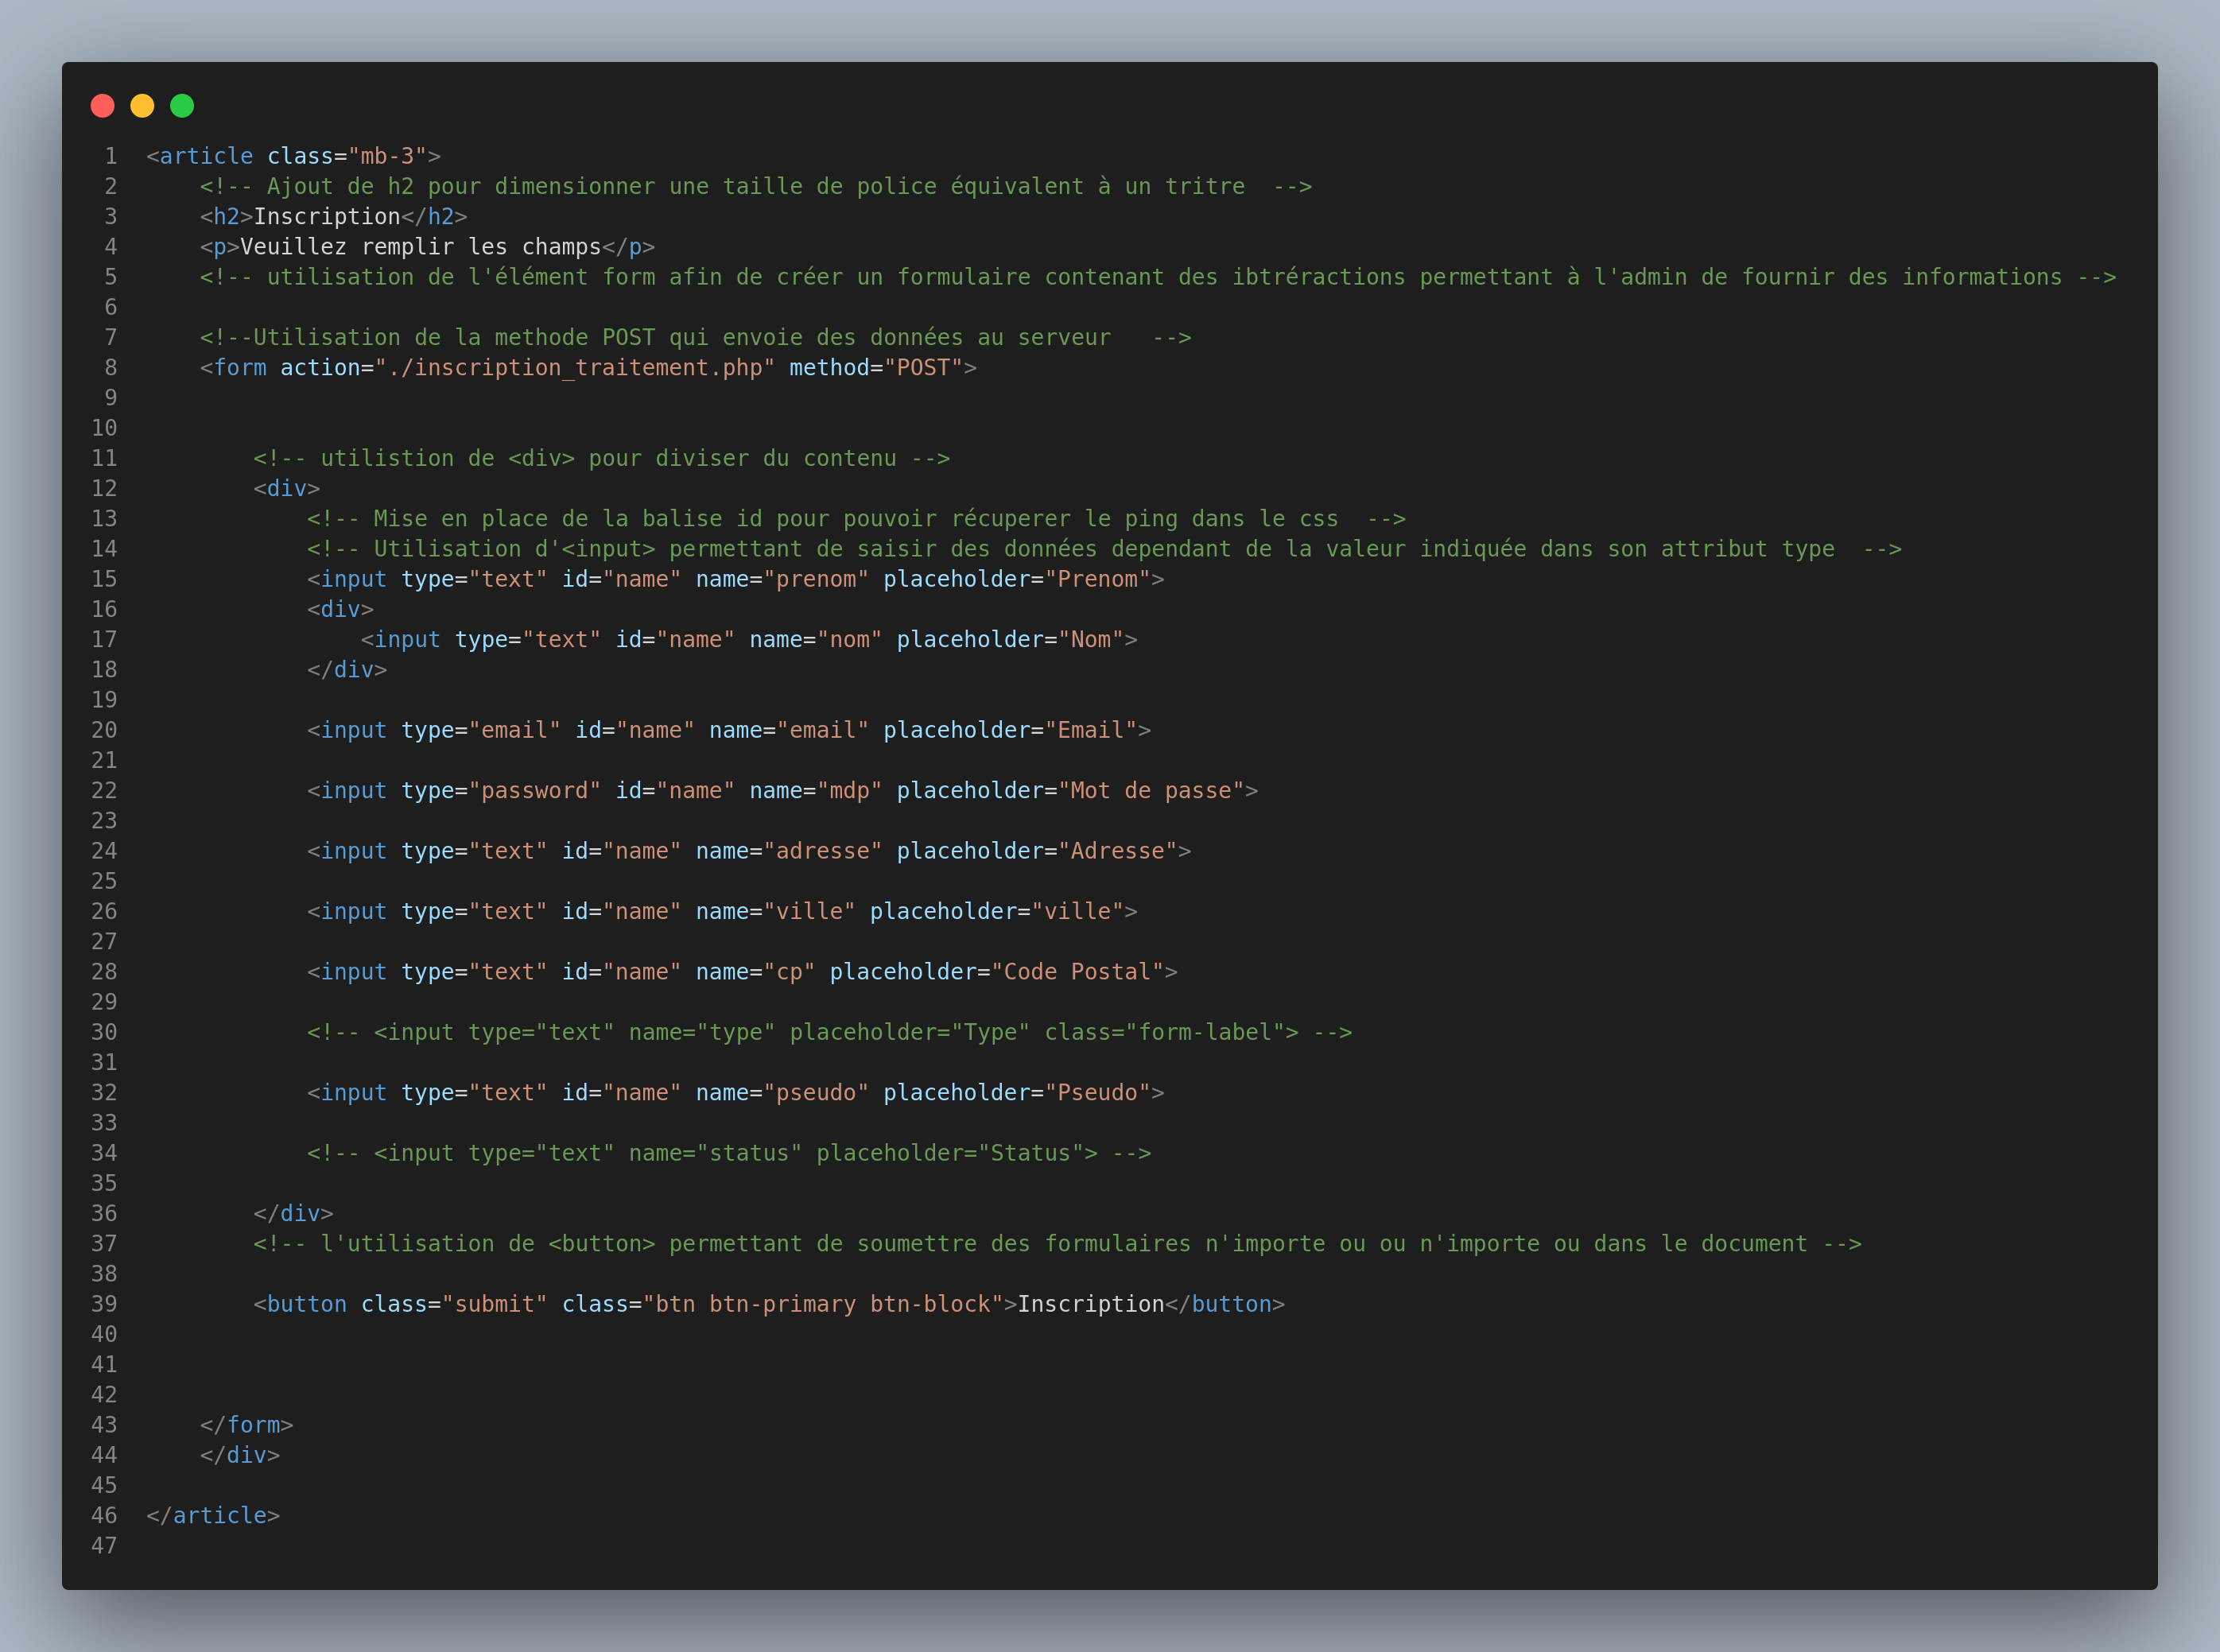 1 <article class="mb-3">
2     <!-- Ajout de h2 pour dimensionner une taille de police équivalent à un tritre  -->
3     <h2>Inscription</h2>
4     <p>Veuillez remplir les champs</p>
5     <!-- utilisation de l'élément form afin de créer un formulaire contenant des ibtréractions permettant à l'admin de fournir des informations -->
6
7     <!--Utilisation de la methode POST qui envoie des données au serveur   -->
8     <form action="./inscription_traitement.php" method="POST">
9
10
11         <!-- utilistion de <div> pour diviser du contenu -->
12         <div>
13             <!-- Mise en place de la balise id pour pouvoir récuperer le ping dans le css  -->
14             <!-- Utilisation d'<input> permettant de saisir des données dependant de la valeur indiquée dans son attribut type  -->
15             <input type="text" id="name" name="prenom" placeholder="Prenom">
16             <div>
17                 <input type="text" id="name" name="nom" placeholder="Nom">
18             </div>
19
20             <input type="email" id="name" name="email" placeholder="Email">
21
22             <input type="password" id="name" name="mdp" placeholder="Mot de passe">
23
24             <input type="text" id="name" name="adresse" placeholder="Adresse">
25
26             <input type="text" id="name" name="ville" placeholder="ville">
27
28             <input type="text" id="name" name="cp" placeholder="Code Postal">
29
30             <!-- <input type="text" name="type" placeholder="Type" class="form-label"> -->
31
32             <input type="text" id="name" name="pseudo" placeholder="Pseudo">
33
34             <!-- <input type="text" name="status" placeholder="Status"> -->
35
36         </div>
37         <!-- l'utilisation de <button> permettant de soumettre des formulaires n'importe ou ou n'importe ou dans le document -->
38
39         <button class="submit" class="btn btn-primary btn-block">Inscription</button>
40
41
42
43     </form>
44     </div>
45
46 </article>
47